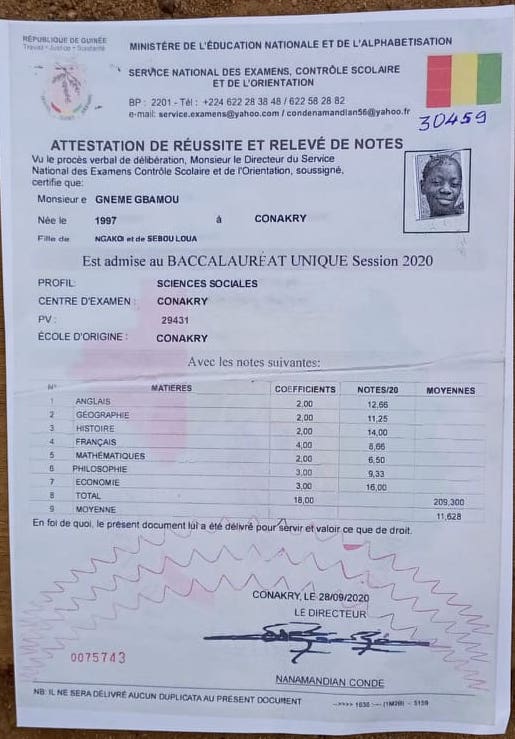 RÉPUBLIQUE DE GUINÉE
Travail - Justice - Solidarité
MINISTÉRE DE L'ÉDUCATION NATIONALE ET DE L'ALPHABETISATION
SERVICE NATIONAL DES EXAMENS, CONTRÔLE SCOLAIRE
ET DE L'ORIENTATION
BP : 2201 - Tél : +224 622 28 38 48 / 622 58 28 82
e-mail: service.examens@yahoo.com / condenamandian56@yahoo.fr
30459
ATTESTATION DE RÉUSSITE ET RELEVÉ DE NOTES
Vu le procès verbal de délibération, Monsieur le Directeur du Service
National des Examens Contrôle Scolaire et de l'Orientation, soussigné,
certifie que:
Monsieur e GNEME GBAMOU
Née le 1997 à CONAKRY
Fille de NGAKOI et de SEBOU LOUA
Est admise au BACCALAURÉAT UNIQUE Session 2020
PROFIL: SCIENCES SOCIALES
CENTRE D'EXAMEN : CONAKRY
PV : 29431
ÉCOLE D'ORIGINE : CONAKRY
Avec les notes suivantes:
N° MATIERES COEFFICIENTS NOTES/20 MOYENNES
1 ANGLAIS 2,00 12,66
2 GÉOGRAPHIE 2,00 11,25
3 HISTOIRE 2,00 14,00
4 FRANÇAIS 4,00 8,66
5 MATHÉMATIQUES 2,00 6,50
6 PHILOSOPHIE 3,00 9,33
7 ECONOMIE 3,00 16,00
8 TOTAL 18,00 209,300
9 MOYENNE 11,628
En foi de quoi, le présent document lui a été délivré pour servir et valoir ce que de droit.
CONAKRY, LE 28/09/2020
LE DIRECTEUR
0075743
NANAMANDIAN CONDE
NB: IL NE SERA DÉLIVRÉ AUCUN DUPLICATA AU PRÉSENT DOCUMENT